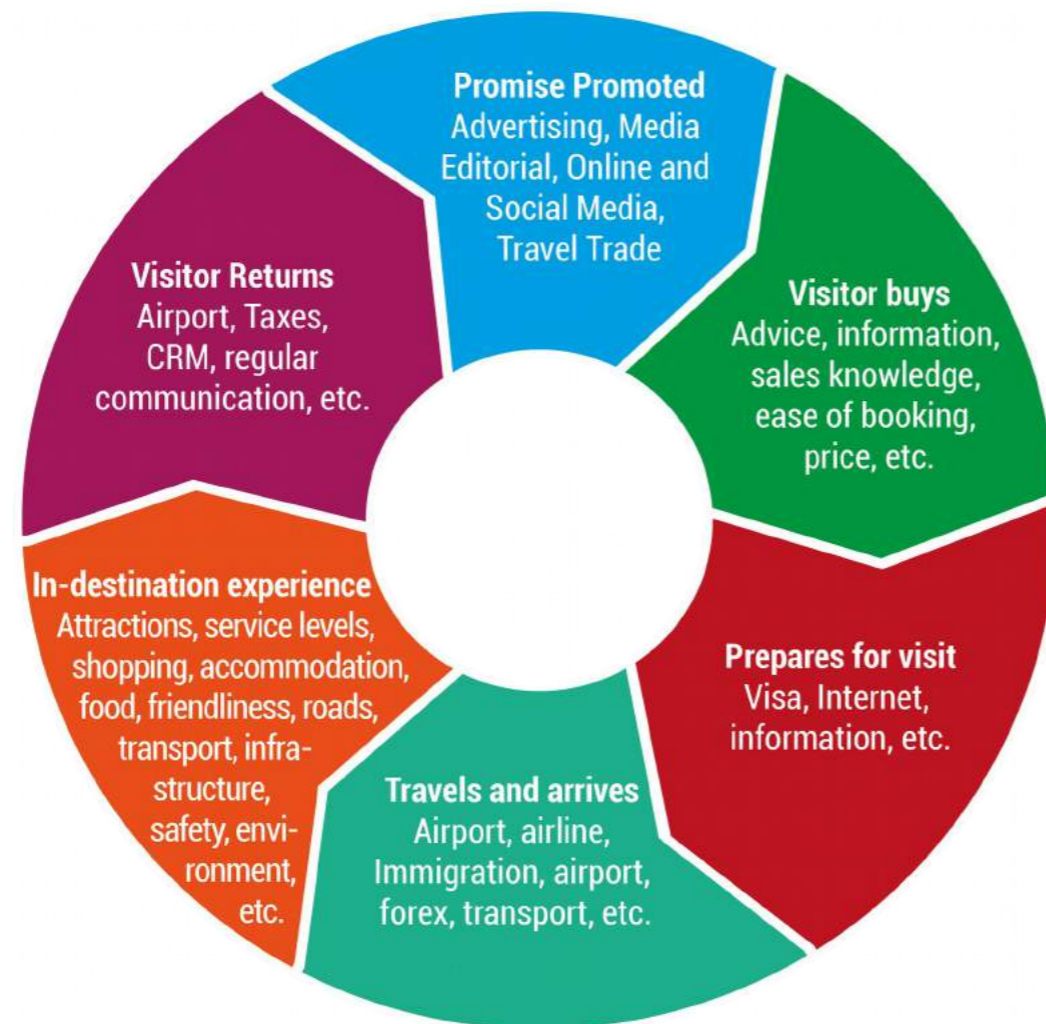 Promise Promoted
Advertising, Media
Editorial, Online and
Social Media,
Travel Trade
Visitor buys
Advice, information,
sales knowledge,
ease of booking,
price, etc.
Prepares for visit
Visa, Internet,
information, etc.
Travels and arrives
Airport, airline,
Immigration, airport,
forex, transport, etc.
In-destination experience
Attractions, service levels,
shopping, accommodation,
food, friendliness, roads,
transport, infra-
structure,
safety, envi-
ronment,
etc.
Visitor Returns
Airport, Taxes,
CRM, regular
communication, etc.